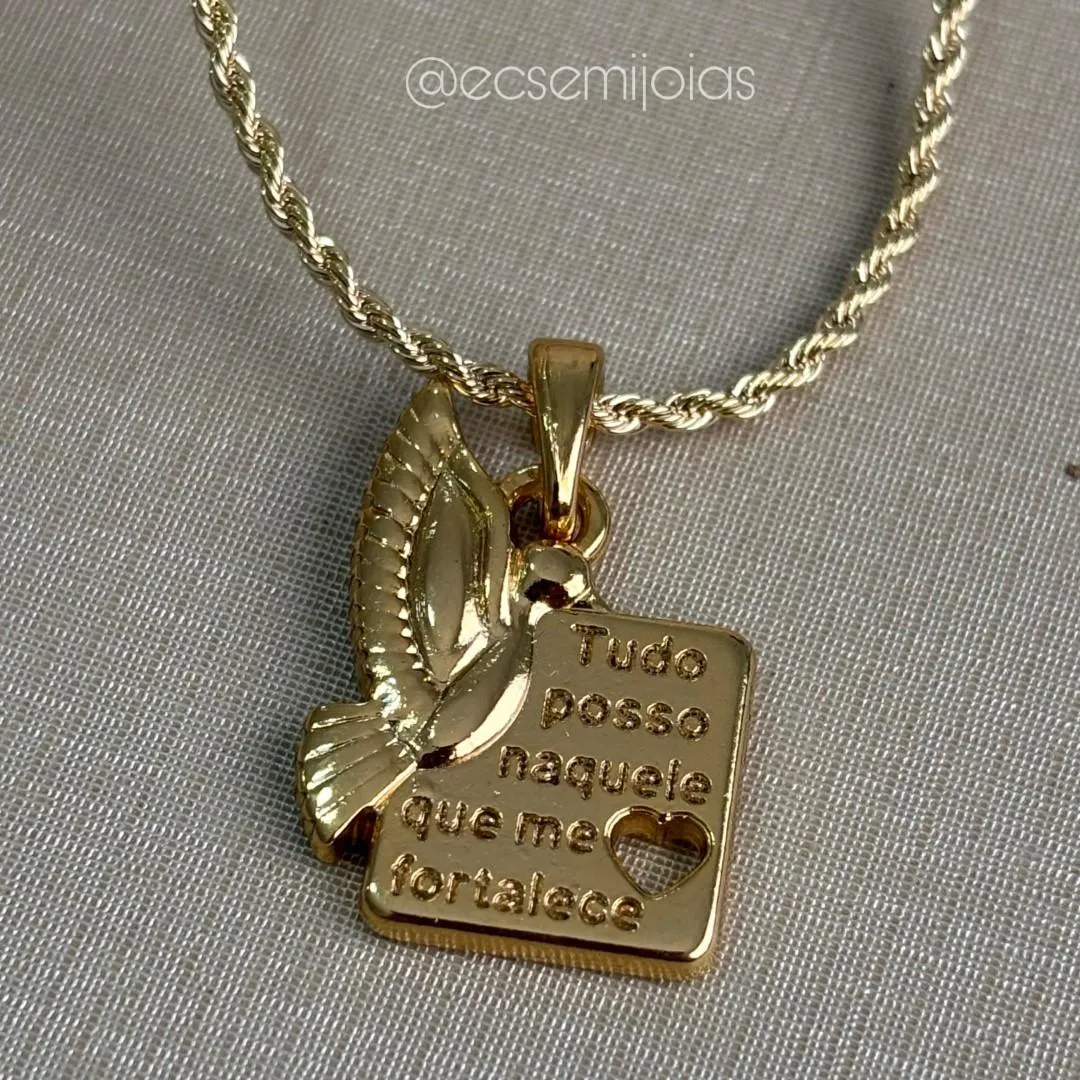 @ecsemijoias
Tudo
posso
naquele
que me
fortalece